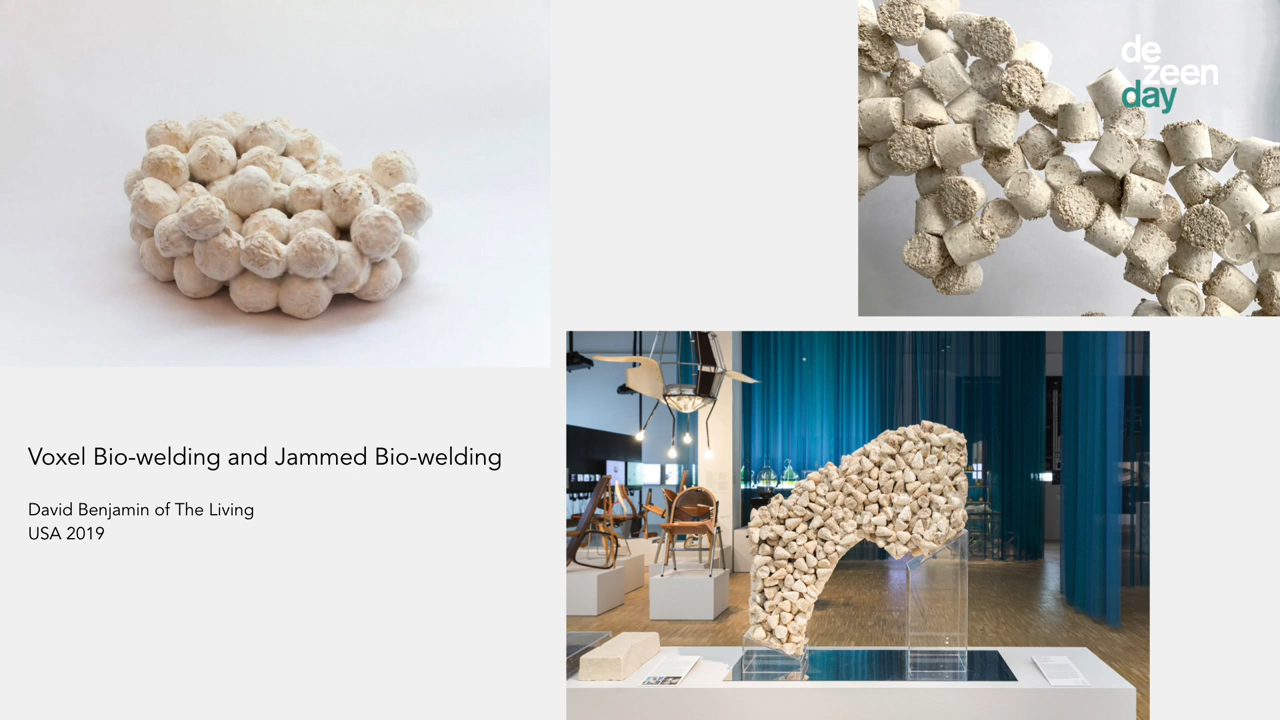 de
zeen
day
Voxel Bio-welding and Jammed Bio-welding
David Benjamin of The Living
USA 2019